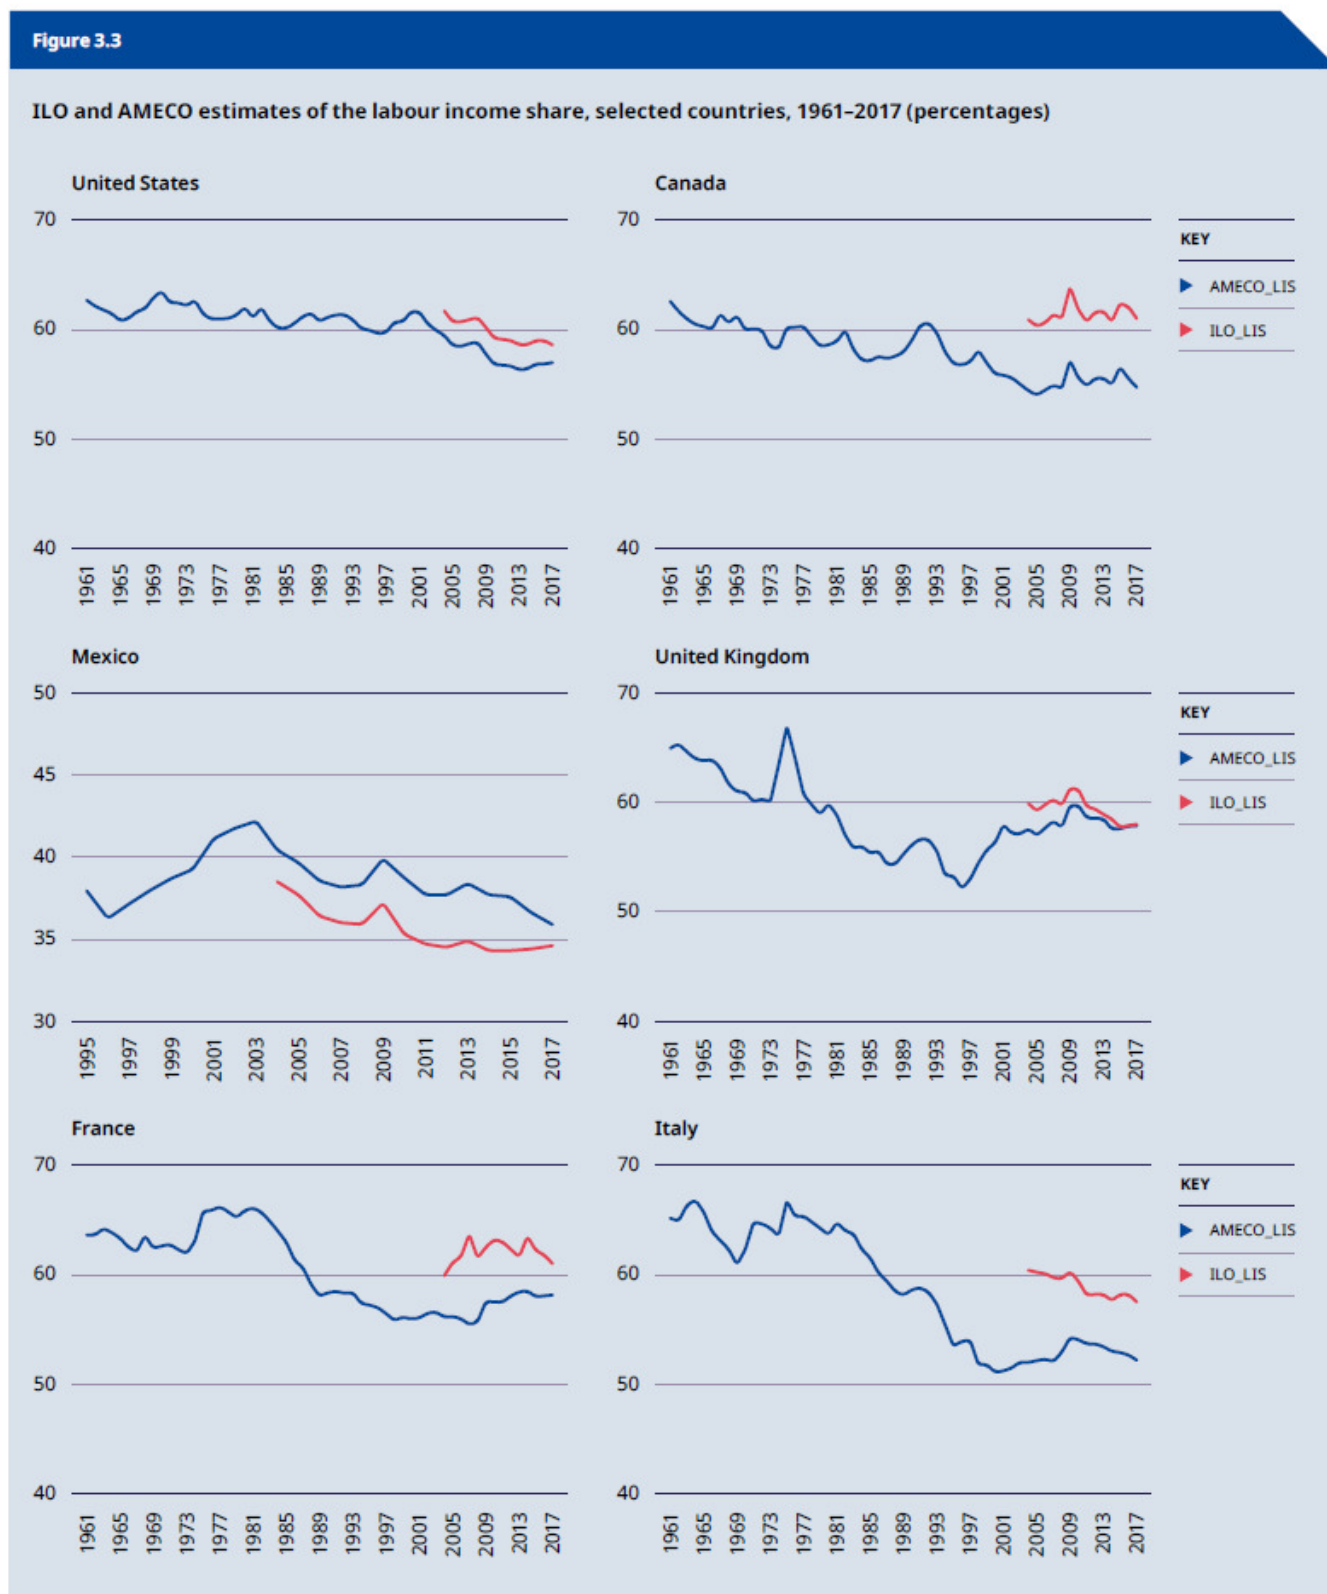 Figure 3.3
ILO and AMECO estimates of the labour income share, selected countries, 1961–2017 (percentages)
United States
70
60
50
40
1961 1965 1969 1973 1977 1981 1985 1989 1993 1997 2001 2005 2009 2013 2017
Canada
70
60
50
40
1961 1965 1969 1973 1977 1981 1985 1989 1993 1997 2001 2005 2009 2013 2017
KEY
AMECO_LIS
ILO_LIS
Mexico
50
45
40
35
30
1995 1997 1999 2001 2003 2005 2007 2009 2011 2013 2015 2017
United Kingdom
70
60
50
40
1961 1965 1969 1973 1977 1981 1985 1989 1993 1997 2001 2005 2009 2013 2017
KEY
AMECO_LIS
ILO_LIS
France
70
60
50
40
1961 1965 1969 1973 1977 1981 1985 1989 1993 1997 2001 2005 2009 2013 2017
Italy
70
60
50
40
1961 1965 1969 1973 1977 1981 1985 1989 1993 1997 2001 2005 2009 2013 2017
KEY
AMECO_LIS
ILO_LIS